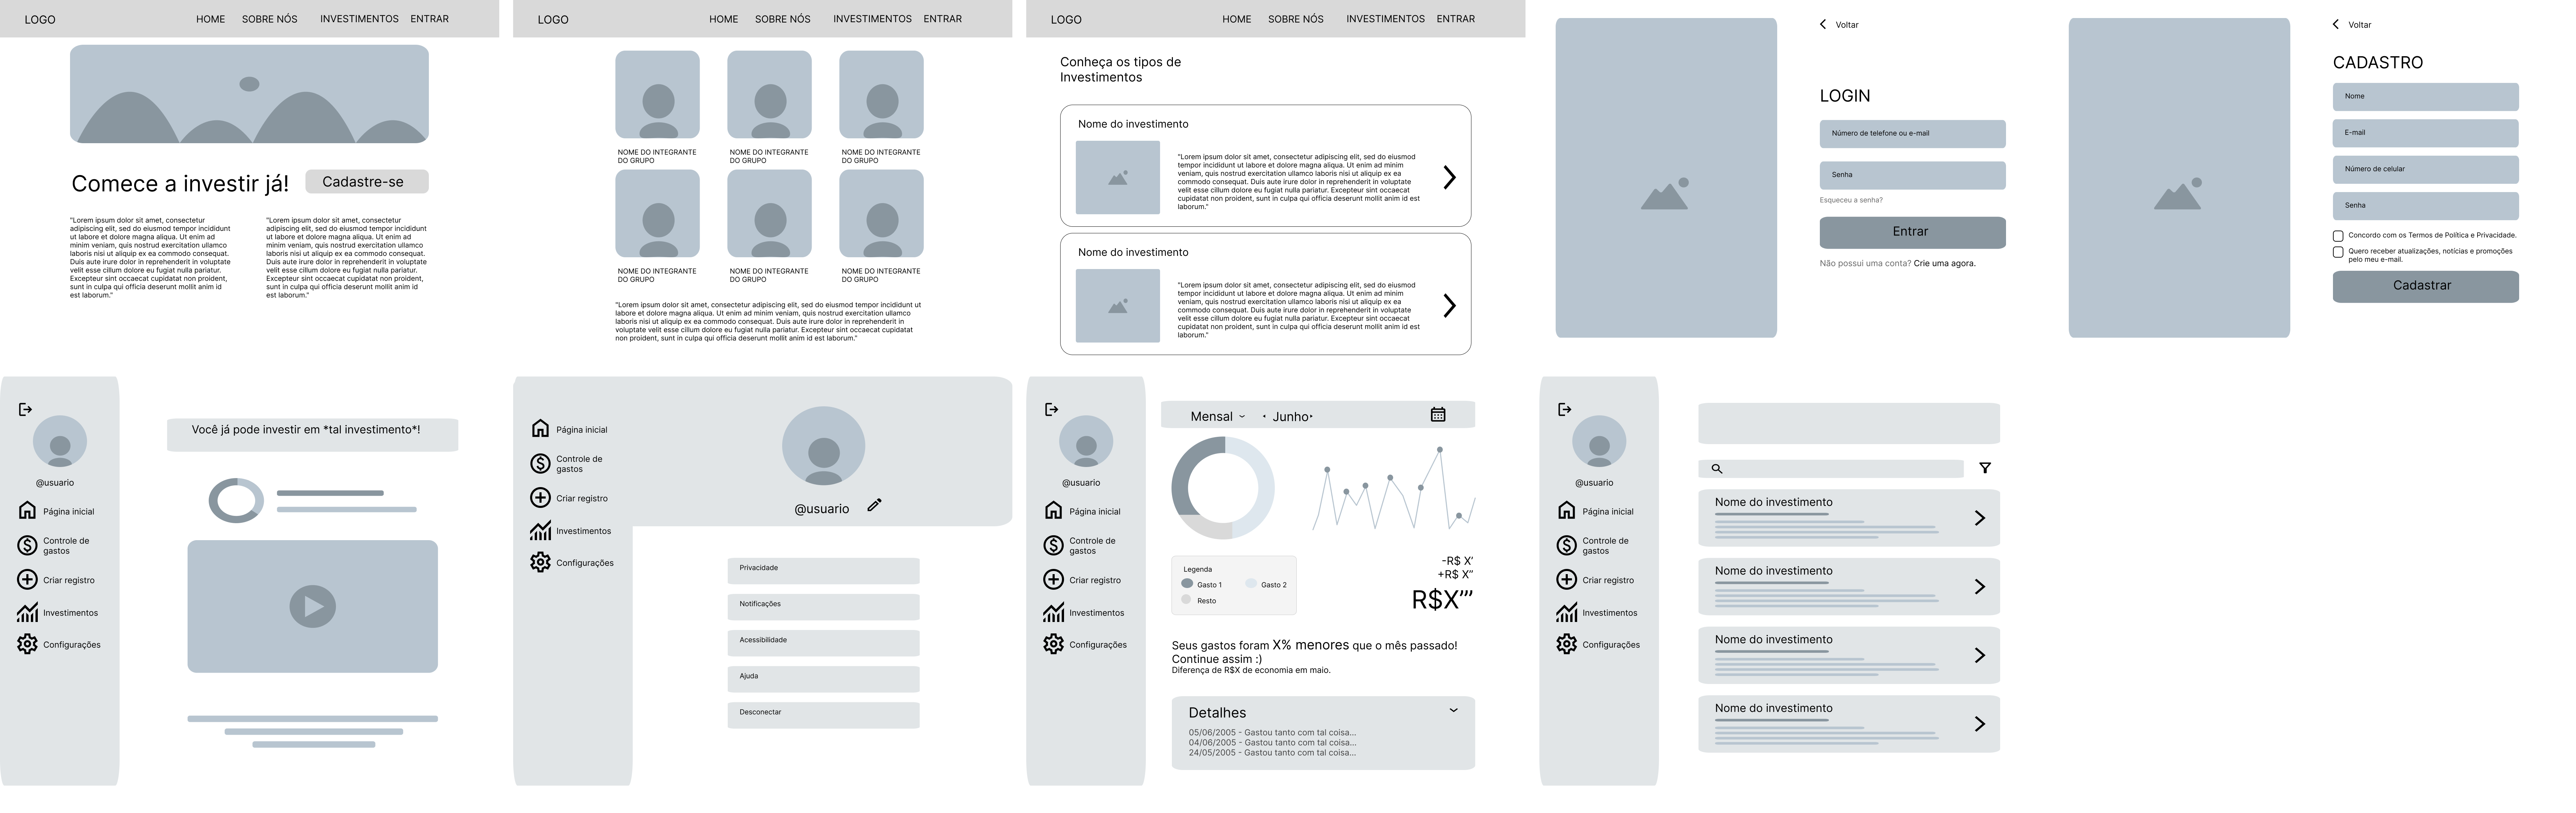 LOGO
HOME
SOBRE NÓS
INVESTIMENTOS
ENTRAR
Comece a investir já!
Cadastre-se
"Lorem ipsum dolor sit amet, consectetur
adipiscing elit, sed do eiusmod tempor incididunt
ut labore et dolore magna aliqua. Ut enim ad
minim veniam, quis nostrud exercitation ullamco
laboris nisi ut aliquip ex ea commodo consequat.
Duis aute irure dolor in reprehenderit in voluptate
velit esse cillum dolore eu fugiat nulla pariatur.
Excepteur sint occaecat cupidatat non proident,
sunt in culpa qui officia deserunt mollit anim id
est laborum."
"Lorem ipsum dolor sit amet, consectetur
adipiscing elit, sed do eiusmod tempor incididunt
ut labore et dolore magna aliqua. Ut enim ad
minim veniam, quis nostrud exercitation ullamco
laboris nisi ut aliquip ex ea commodo consequat.
Duis aute irure dolor in reprehenderit in voluptate
velit esse cillum dolore eu fugiat nulla pariatur.
Excepteur sint occaecat cupidatat non proident,
sunt in culpa qui officia deserunt mollit anim id
est laborum."
LOGO
HOME
SOBRE NÓS
INVESTIMENTOS
ENTRAR
NOME DO INTEGRANTE
DO GRUPO
NOME DO INTEGRANTE
DO GRUPO
NOME DO INTEGRANTE
DO GRUPO
NOME DO INTEGRANTE
DO GRUPO
NOME DO INTEGRANTE
DO GRUPO
NOME DO INTEGRANTE
DO GRUPO
"Lorem ipsum dolor sit amet, consectetur adipiscing elit, sed do eiusmod tempor incididunt ut
labore et dolore magna aliqua. Ut enim ad minim veniam, quis nostrud exercitation ullamco
laboris nisi ut aliquip ex ea commodo consequat. Duis aute irure dolor in reprehenderit in
voluptate velit esse cillum dolore eu fugiat nulla pariatur. Excepteur sint occaecat cupidatat
non proident, sunt in culpa qui officia deserunt mollit anim id est laborum."
LOGO
HOME
SOBRE NÓS
INVESTIMENTOS
ENTRAR
Conheça os tipos de
Investimentos
Nome do investimento
"Lorem ipsum dolor sit amet, consectetur adipiscing elit, sed do eiusmod
tempor incididunt ut labore et dolore magna aliqua. Ut enim ad minim
veniam, quis nostrud exercitation ullamco laboris nisi ut aliquip ex ea
commodo consequat. Duis aute irure dolor in reprehenderit in voluptate
velit esse cillum dolore eu fugiat nulla pariatur. Excepteur sint occaecat
cupidatat non proident, sunt in culpa qui officia deserunt mollit anim id est
laborum."
Nome do investimento
"Lorem ipsum dolor sit amet, consectetur adipiscing elit, sed do eiusmod
tempor incididunt ut labore et dolore magna aliqua. Ut enim ad minim
veniam, quis nostrud exercitation ullamco laboris nisi ut aliquip ex ea
commodo consequat. Duis aute irure dolor in reprehenderit in voluptate
velit esse cillum dolore eu fugiat nulla pariatur. Excepteur sint occaecat
cupidatat non proident, sunt in culpa qui officia deserunt mollit anim id est
laborum."
Voltar
LOGIN
Número de telefone ou e-mail
Senha
Esqueceu a senha?
Entrar
Não possui uma conta? Crie uma agora.
Voltar
CADASTRO
Nome
E-mail
Número de celular
Senha
Concordo com os Termos de Política e Privacidade.
Quero receber atualizações, notícias e promoções
pelo meu e-mail.
Cadastrar
@usuario
Página inicial
Controle de
gastos
Criar registro
Investimentos
Configurações
Você já pode investir em *tal investimento*!
Página inicial
Controle de
gastos
Criar registro
Investimentos
Configurações
@usuario
Privacidade
Notificações
Acessibilidade
Ajuda
Desconectar
@usuario
Página inicial
Controle de
gastos
Criar registro
Investimentos
Configurações
Mensal
Junho
Legenda
Gasto 1
Gasto 2
Resto
-R$ X'
+R$ X"
R$X'"
Seus gastos foram X% menores que o mês passado!
Continue assim :)
Diferença de R$X de economia em maio.
Detalhes
05/06/2005 - Gastou tanto com tal coisa...
04/06/2005 - Gastou tanto com tal coisa...
24/05/2005 - Gastou tanto com tal coisa...
@usuario
Página inicial
Controle de
gastos
Criar registro
Investimentos
Configurações
Nome do investimento
Nome do investimento
Nome do investimento
Nome do investimento